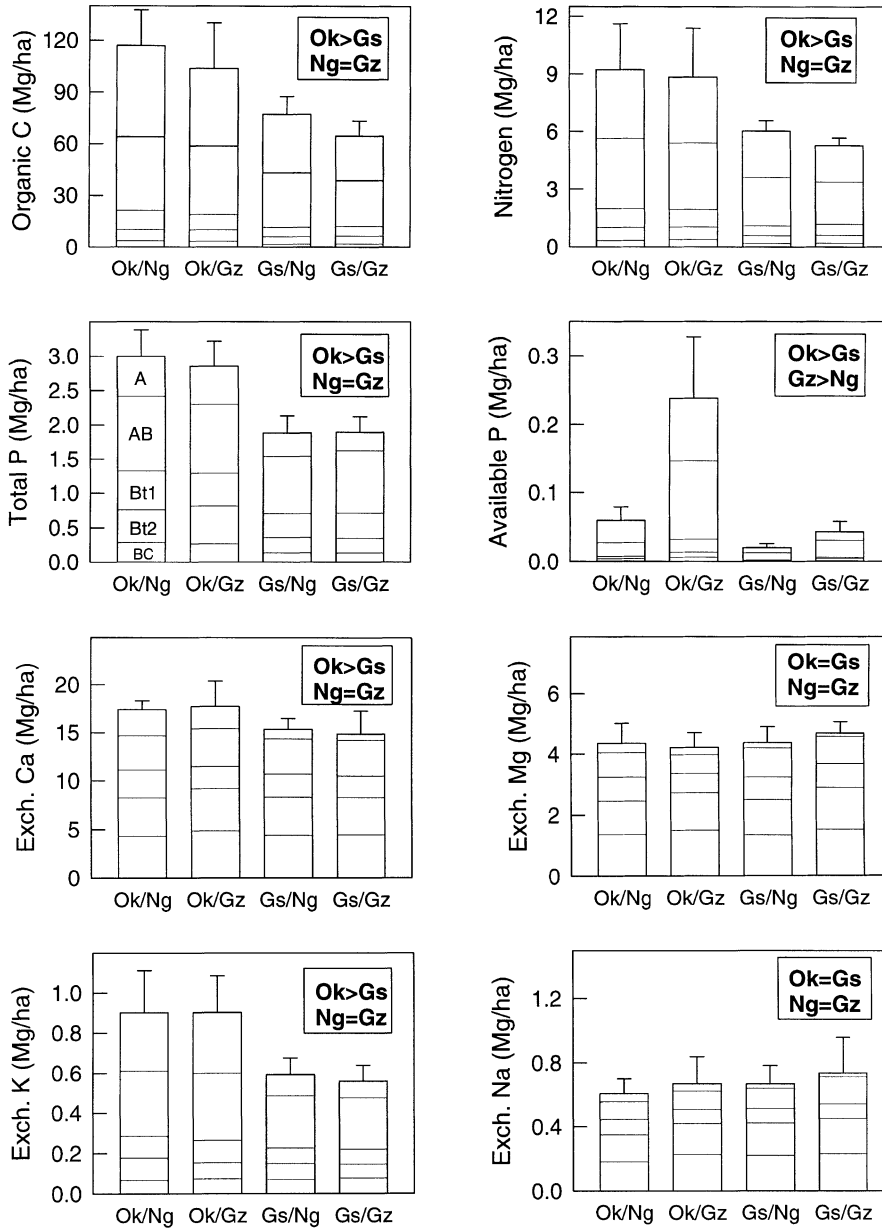 Organic C (Mg/ha)
120
90
60
30
0
Ok>Gs
Ng=Gz
Ok/Ng Ok/Gz Gs/Ng Gs/Gz
Nitrogen (Mg/ha)
12
9
6
3
0
Ok>Gs
Ng=Gz
Ok/Ng Ok/Gz Gs/Ng Gs/Gz
Total P (Mg/ha)
3.0
2.5
2.0
1.5
1.0
0.5
0.0
A
AB
Bt1
Bt2
BC
Ok>Gs
Ng=Gz
Ok/Ng Ok/Gz Gs/Ng Gs/Gz
Available P (Mg/ha)
0.3
0.2
0.1
0.0
Ok>Gs
Gz>Ng
Ok/Ng Ok/Gz Gs/Ng Gs/Gz
Exch. Ca (Mg/ha)
20
15
10
5
0
Ok>Gs
Ng=Gz
Ok/Ng Ok/Gz Gs/Ng Gs/Gz
Exch. Mg (Mg/ha)
6
4
2
0
Ok=Gs
Ng=Gz
Ok/Ng Ok/Gz Gs/Ng Gs/Gz
Exch. K (Mg/ha)
1.0
0.8
0.6
0.4
0.2
0.0
Ok>Gs
Ng=Gz
Ok/Ng Ok/Gz Gs/Ng Gs/Gz
Exch. Na (Mg/ha)
1.2
0.8
0.4
0.0
Ok=Gs
Ng=Gz
Ok/Ng Ok/Gz Gs/Ng Gs/Gz